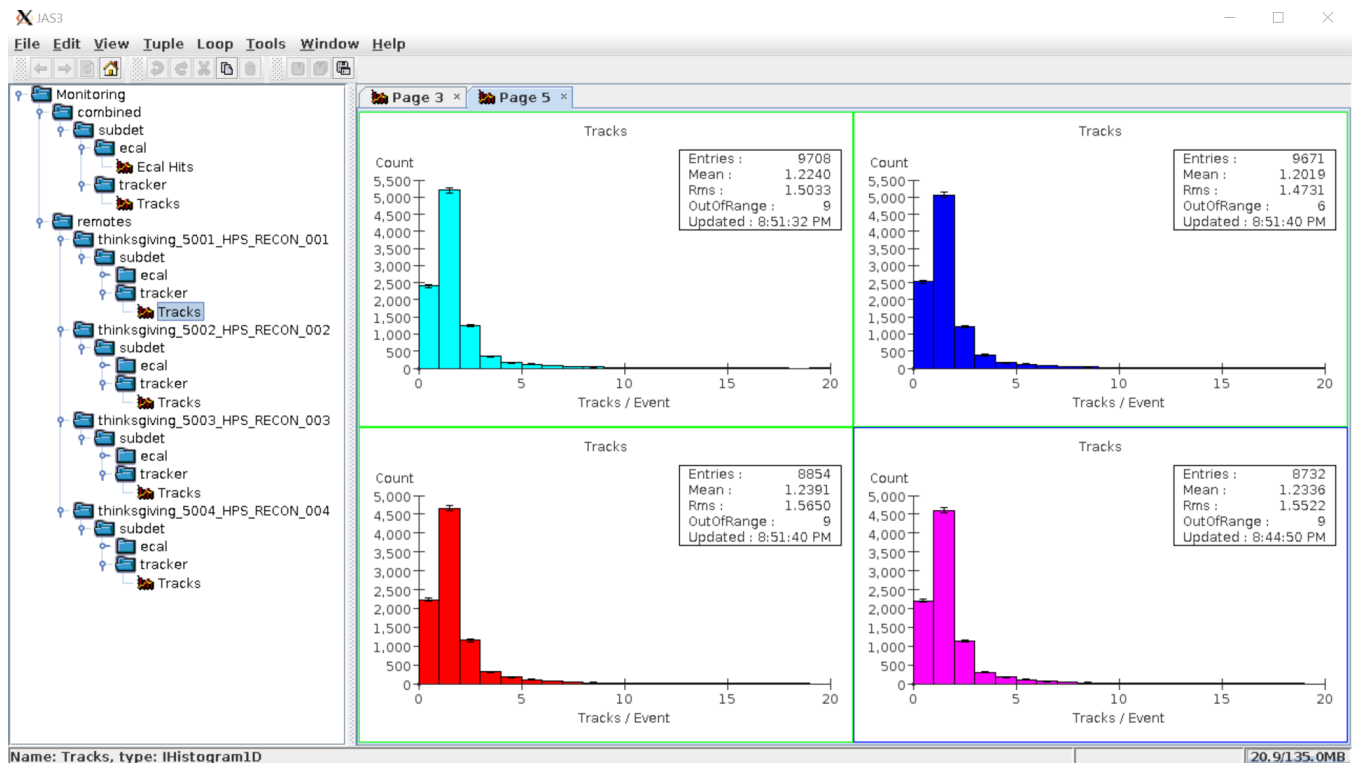 JAS3
File Edit View Tuple Loop Tools Window Help
Monitoring
combined
subdet
ecal
Ecal Hits
tracker
Tracks
remotes
thinksgiving_5001_HPS_RECON_001
subdet
ecal
tracker
Tracks
thinksgiving_5002_HPS_RECON_002
subdet
ecal
tracker
Tracks
thinksgiving_5003_HPS_RECON_003
subdet
ecal
tracker
Tracks
thinksgiving_5004_HPS_RECON_004
subdet
ecal
tracker
Tracks
Page 3 × Page 5 ×
Tracks
Count
Entries : 9708
Mean : 1.2240
Rms : 1.5033
OutOfRange : 9
Updated : 8:51:32 PM
5,500
5,000
4,500
4,000
3,500
3,000
2,500
2,000
1,500
1,000
500
0
0 5 10 15 20
Tracks / Event
Tracks
Count
Entries : 9671
Mean : 1.2019
Rms : 1.4731
OutOfRange : 6
Updated : 8:51:40 PM
5,500
5,000
4,500
4,000
3,500
3,000
2,500
2,000
1,500
1,000
500
0
0 5 10 15 20
Tracks / Event
Tracks
Count
Entries : 8854
Mean : 1.2391
Rms : 1.5650
OutOfRange : 9
Updated : 8:51:40 PM
5,000
4,500
4,000
3,500
3,000
2,500
2,000
1,500
1,000
500
0
0 5 10 15 20
Tracks / Event
Tracks
Count
Entries : 8732
Mean : 1.2336
Rms : 1.5522
OutOfRange : 9
Updated : 8:44:50 PM
5,000
4,500
4,000
3,500
3,000
2,500
2,000
1,500
1,000
500
0
0 5 10 15 20
Tracks / Event
Name: Tracks, type: IHistogram1D
20.9/135.0MB